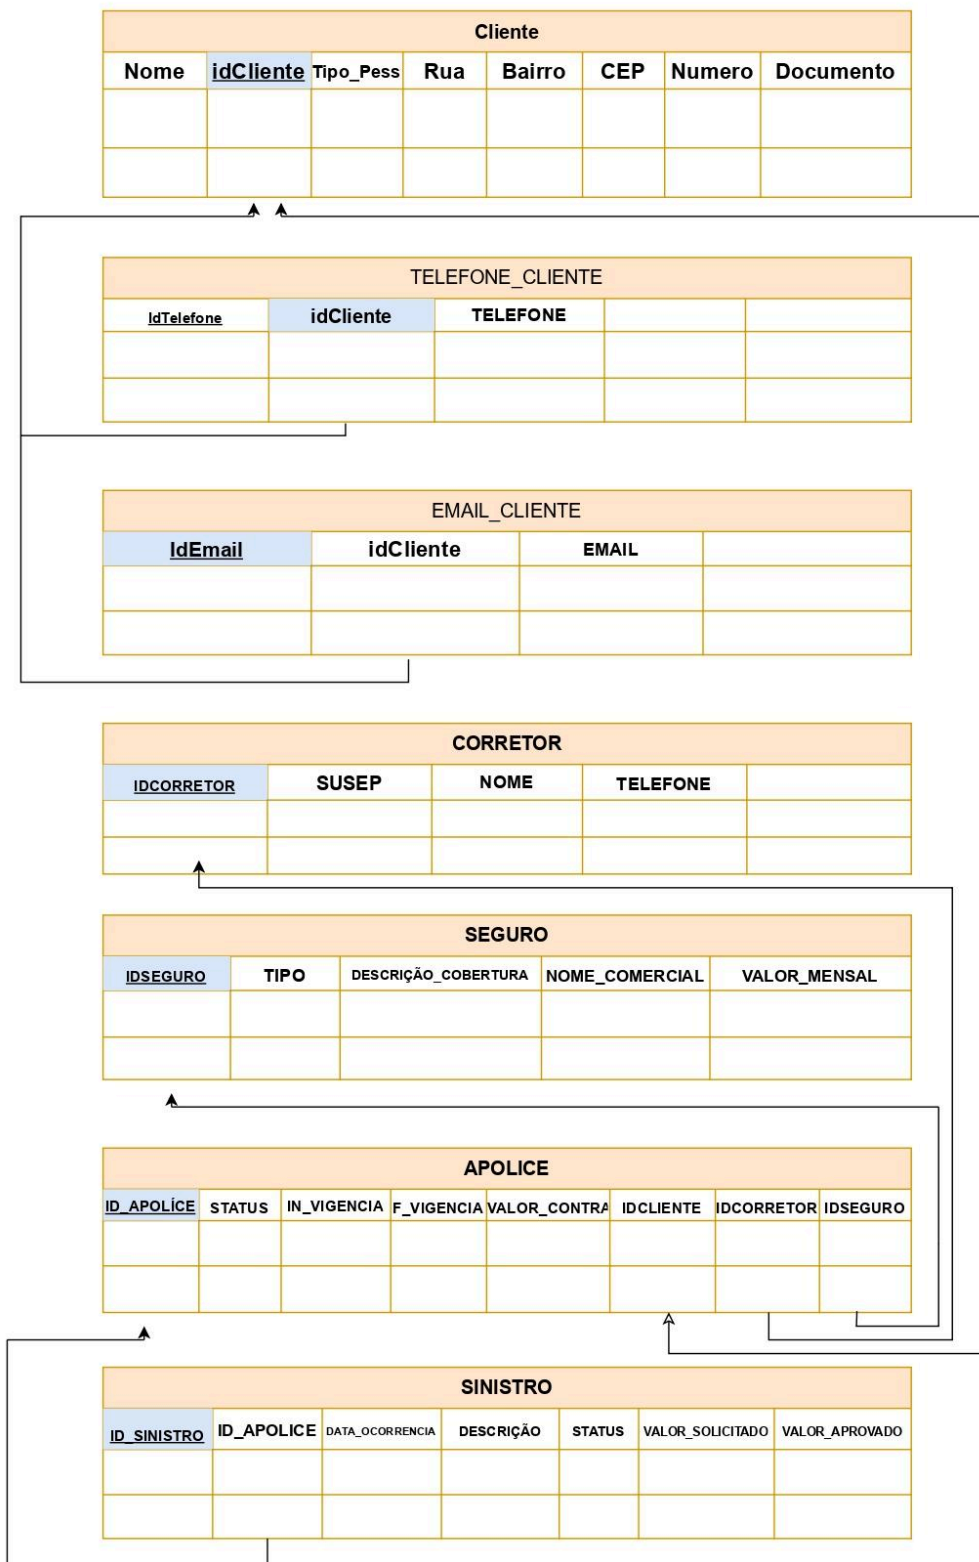 Cliente
Nome idCliente Tipo_Pess Rua Bairro CEP Numero Documento
TELEFONE_CLIENTE
IdTelefone idCliente TELEFONE
EMAIL_CLIENTE
IdEmail idCliente EMAIL
CORRETOR
IDCORRETOR SUSEP NOME TELEFONE
SEGURO
IDSEGURO TIPO DESCRIÇÃO_COBERTURA NOME_COMERCIAL VALOR_MENSAL
APOLICE
ID_APOLÍCE STATUS IN_VIGENCIA F_VIGENCIA VALOR_CONTRA IDCLIENTE IDCORRETOR IDSEGURO
SINISTRO
ID_SINISTRO ID_APOLICE DATA_OCORRENCIA DESCRIÇÃO STATUS VALOR_SOLICITADO VALOR_APROVADO